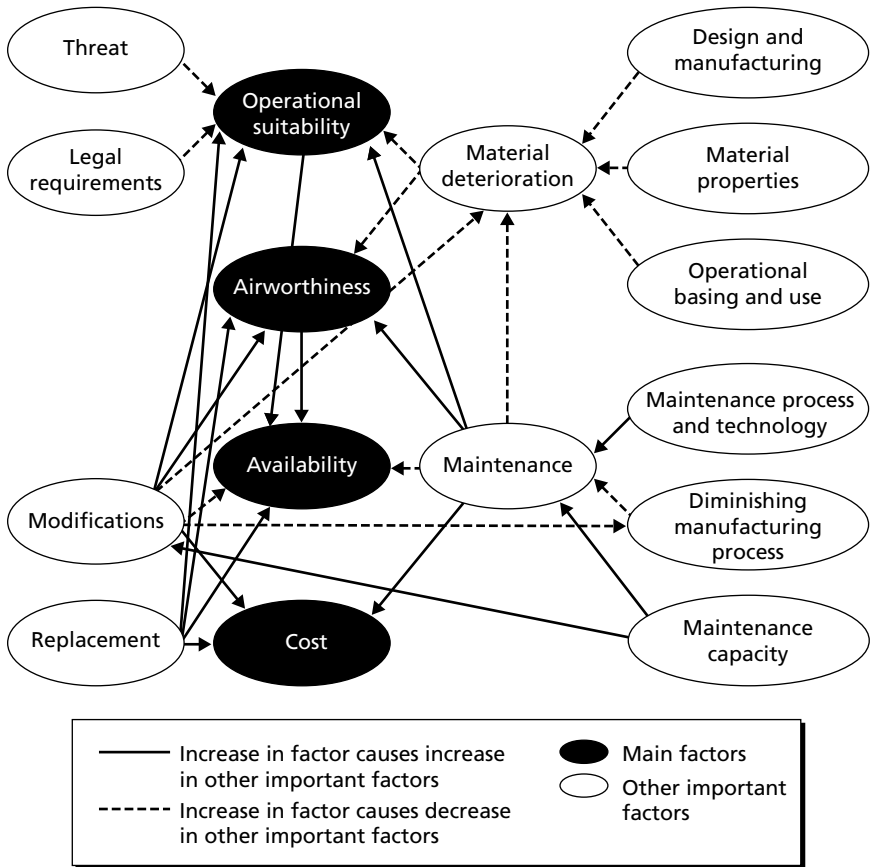 Threat
Operational
suitability
Design and
manufacturing
Legal
requirements
Material
deterioration
Material
properties
Airworthiness
Operational
basing and use
Maintenance process
and technology
Availability
Maintenance
Modifications
Diminishing
manufacturing
process
Replacement
Cost
Maintenance
capacity
Increase in factor causes increase
in other important factors
Increase in factor causes decrease
in other important factors
Main factors
Other important
factors